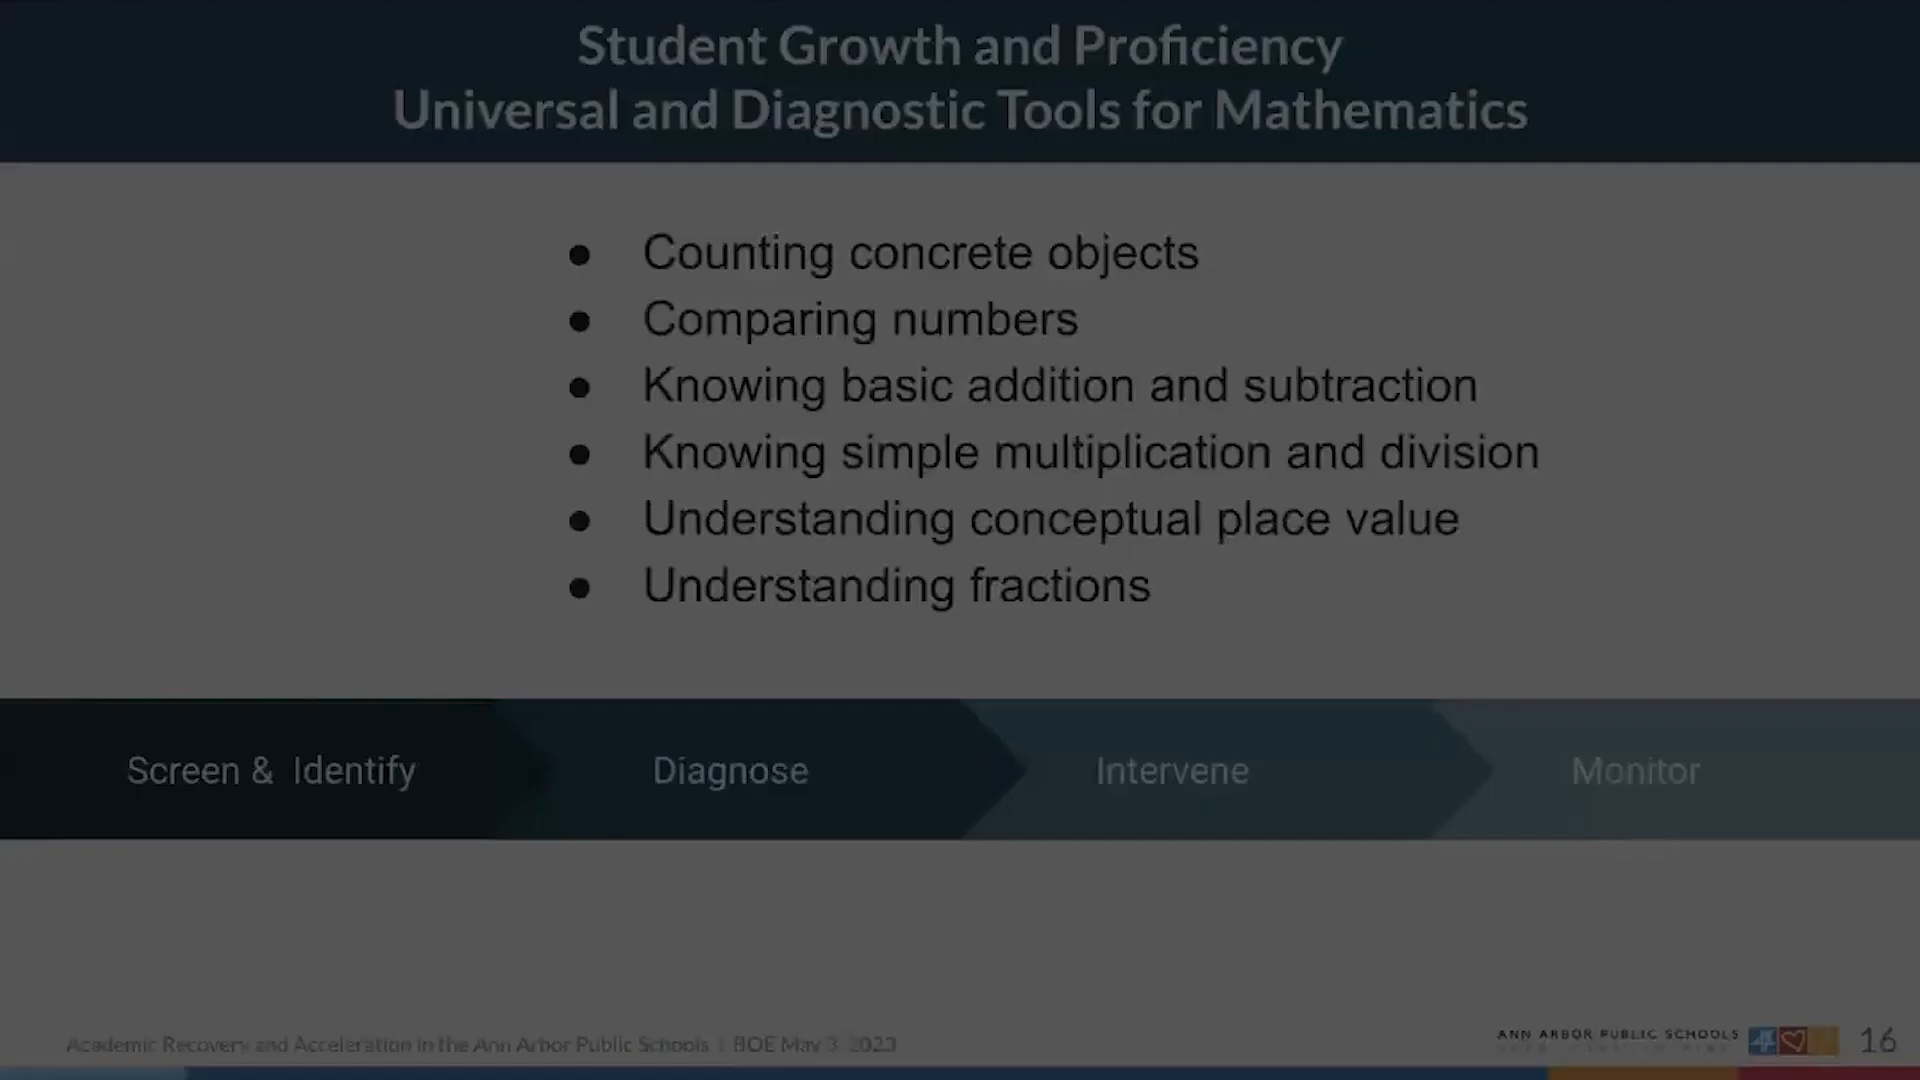 Student Growth and Proficiency
Universal and Diagnostic Tools for Mathematics
● Counting concrete objects
● Comparing numbers
● Knowing basic addition and subtraction
● Knowing simple multiplication and division
● Understanding conceptual place value
● Understanding fractions
Screen & Identify
Diagnose
Intervene
Monitor
Academic Recovery and Acceleration in the Ann Arbor Public Schools | BOE May 3, 2023
ANN ARBOR PUBLIC SCHOOLS
16